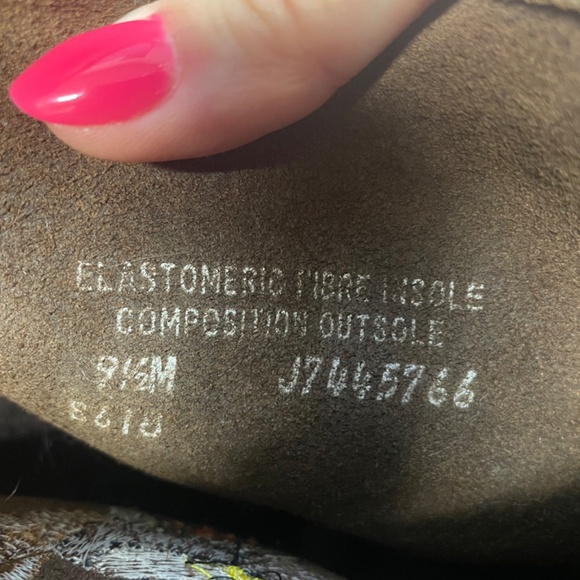 ELASTOMERIC FIBRE INSOLE
COMPOSITION OUTSOLE
9½M J7445766